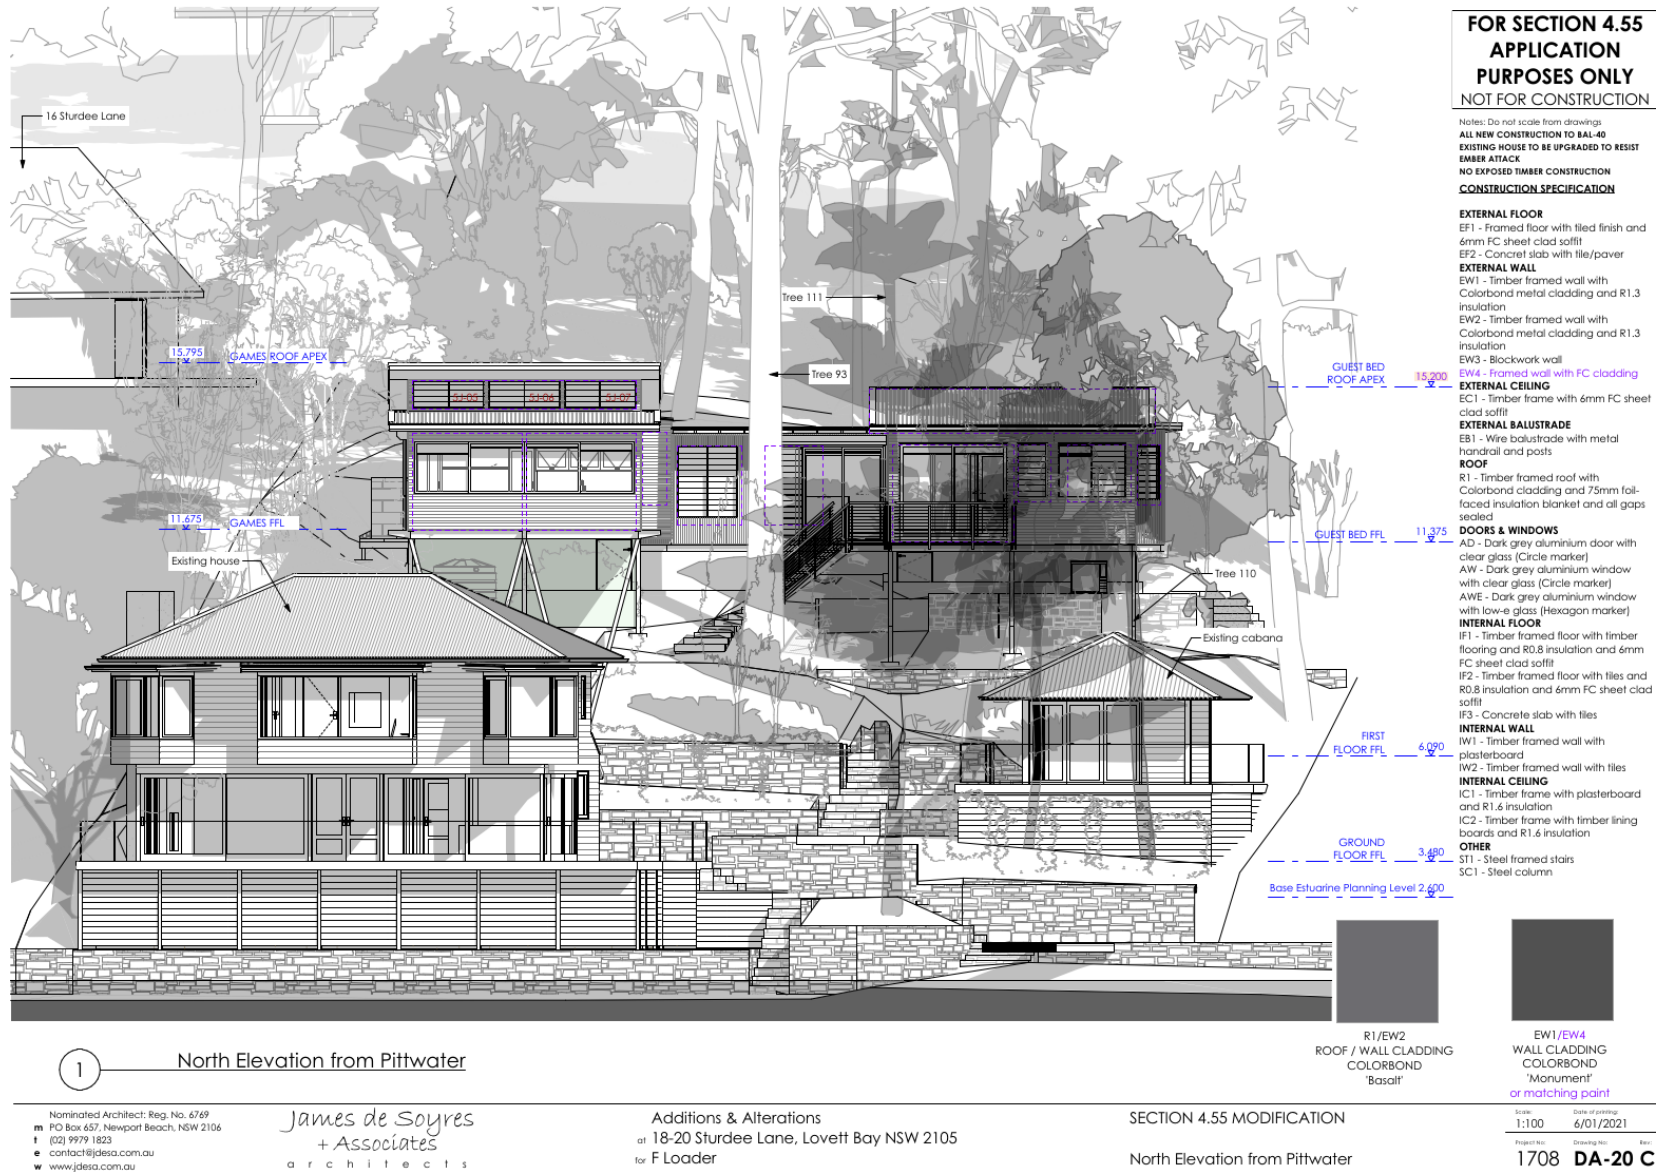 FOR SECTION 4.55
APPLICATION
PURPOSES ONLY
NOT FOR CONSTRUCTION
Notes: Do not scale from drawings
ALL NEW CONSTRUCTION TO BAL-40
EXISTING HOUSE TO BE UPGRADED TO RESIST
EMBER ATTACK
NO EXPOSED TIMBER CONSTRUCTION
CONSTRUCTION SPECIFICATION
EXTERNAL FLOOR
EF1 - Framed floor with tiled finish and
6mm FC sheet clad soffit
EF2 - Concret slab with tile/paver
EXTERNAL WALL
EW1 - Timber framed wall with
Colorbond metal cladding and R1.3
insulation
EW2 - Timber framed wall with
Colorbond metal cladding and R1.3
insulation
EW3 - Blockwork wall
EW4 - Framed wall with FC cladding
EXTERNAL CEILING
EC1 - Timber frame with 6mm FC sheet
clad soffit
EXTERNAL BALUSTRADE
EB1 - Wire balustrade with metal
handrail and posts
ROOF
R1 - Timber framed roof with
Colorbond cladding and 75mm foil-
faced insulation blanket and all gaps
sealed
DOORS & WINDOWS
AD - Dark grey aluminium door with
clear glass (Circle marker)
AW - Dark grey aluminium window
with clear glass (Circle marker)
AWE - Dark grey aluminium window
with low-e glass (Hexagon marker)
INTERNAL FLOOR
IF1 - Timber framed floor with timber
flooring and R0.8 insulation and 6mm
FC sheet clad soffit
IF2 - Timber framed floor with tiles and
R0.8 insulation and 6mm FC sheet clad
soffit
IF3 - Concrete slab with tiles
INTERNAL WALL
IW1 - Timber framed wall with
plasterboard
IW2 - Timber framed wall with tiles
INTERNAL CEILING
IC1 - Timber frame with plasterboard
and R1.6 insulation
IC2 - Timber frame with timber lining
boards and R1.6 insulation
OTHER
ST1 - Steel framed stairs
SC1 - Steel column
16 Sturdee Lane
Tree 111
Tree 93
15.795 GAMES ROOF APEX
GUEST BED
ROOF APEX 15.200
SJ-05 SJ-06 SJ-07
11.675 GAMES FFL
GUEST BED FFL 11.375
Existing house
Tree 110
Existing cabana
FIRST
FLOOR FFL 6.090
GROUND
FLOOR FFL 3.480
Base Estuarine Planning Level 2.600
R1/EW2
ROOF / WALL CLADDING
COLORBOND
'Basalt'
EW1/EW4
WALL CLADDING
COLORBOND
'Monument'
or matching paint
1 North Elevation from Pittwater
Nominated Architect: Reg. No. 6769
m PO Box 657, Newport Beach, NSW 2106
t (02) 9979 1823
e contact@jdesa.com.au
w www.jdesa.com.au
James de Soyres
+ Associates
architects
Additions & Alterations
at 18-20 Sturdee Lane, Lovett Bay NSW 2105
for F Loader
SECTION 4.55 MODIFICATION
North Elevation from Pittwater
Scale: Date of printing:
1:100 6/01/2021
Project No: Drawing No: Rev:
1708 DA-20 C